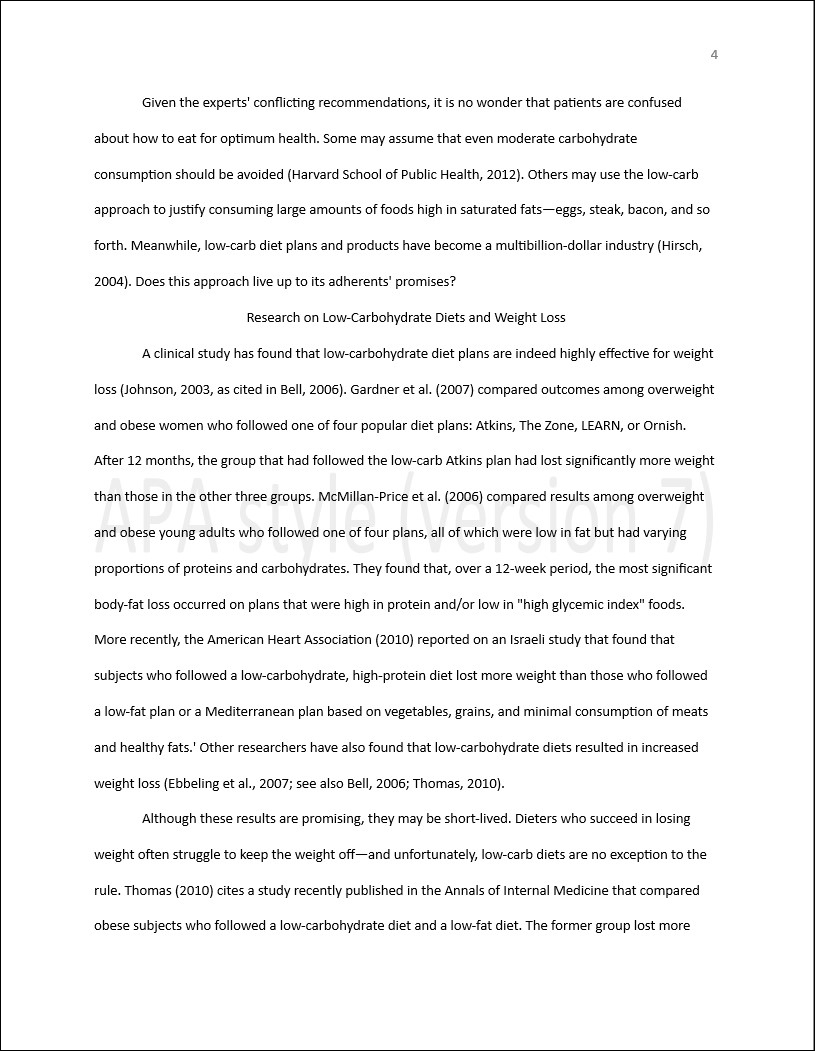 4
Given the experts' conflicting recommendations, it is no wonder that patients are confused
about how to eat for optimum health. Some may assume that even moderate carbohydrate
consumption should be avoided (Harvard School of Public Health, 2012). Others may use the low-carb
approach to justify consuming large amounts of foods high in saturated fats—eggs, steak, bacon, and so
forth. Meanwhile, low-carb diet plans and products have become a multibillion-dollar industry (Hirsch,
2004). Does this approach live up to its adherents' promises?
Research on Low-Carbohydrate Diets and Weight Loss
A clinical study has found that low-carbohydrate diet plans are indeed highly effective for weight
loss (Johnson, 2003, as cited in Bell, 2006). Gardner et al. (2007) compared outcomes among overweight
and obese women who followed one of four popular diet plans: Atkins, The Zone, LEARN, or Ornish.
After 12 months, the group that had followed the low-carb Atkins plan had lost significantly more weight
than those in the other three groups. McMillan-Price et al. (2006) compared results among overweight
APA style (version 7)
and obese young adults who followed one of four plans, all of which were low in fat but had varying
proportions of proteins and carbohydrates. They found that, over a 12-week period, the most significant
body-fat loss occurred on plans that were high in protein and/or low in "high glycemic index" foods.
More recently, the American Heart Association (2010) reported on an Israeli study that found that
subjects who followed a low-carbohydrate, high-protein diet lost more weight than those who followed
a low-fat plan or a Mediterranean plan based on vegetables, grains, and minimal consumption of meats
and healthy fats.' Other researchers have also found that low-carbohydrate diets resulted in increased
weight loss (Ebbeling et al., 2007; see also Bell, 2006; Thomas, 2010).
Although these results are promising, they may be short-lived. Dieters who succeed in losing
weight often struggle to keep the weight off—and unfortunately, low-carb diets are no exception to the
rule. Thomas (2010) cites a study recently published in the Annals of Internal Medicine that compared
obese subjects who followed a low-carbohydrate diet and a low-fat diet. The former group lost more